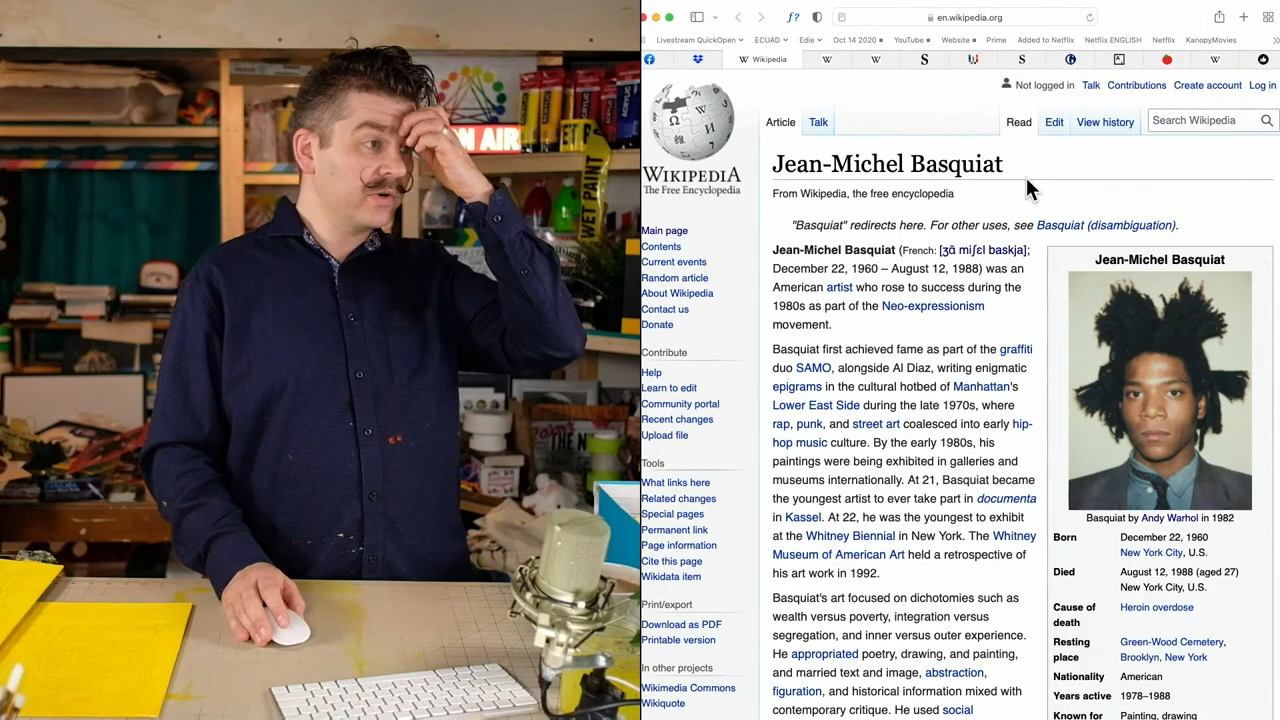 ON AIR
ACRYLIC
ACRYLIC
WET PAINT
en.wikipedia.org
Livestream QuickOpen ECUAD Edie Oct 14 2020 YouTube Website Prime Added to Netflix Netflix ENGLISH Netflix KanopyMovies
Wikipedia
Not logged in Talk Contributions Create account Log in
Article Talk Read Edit View history Search Wikipedia
WIKIPEDIA
The Free Encyclopedia
Main page
Contents
Current events
Random article
About Wikipedia
Contact us
Donate
Contribute
Help
Learn to edit
Community portal
Recent changes
Upload file
Tools
What links here
Related changes
Special pages
Permanent link
Page information
Cite this page
Wikidata item
Print/export
Download as PDF
Printable version
In other projects
Wikimedia Commons
Wikiquote
Jean-Michel Basquiat
From Wikipedia, the free encyclopedia
"Basquiat" redirects here. For other uses, see Basquiat (disambiguation).
Jean-Michel Basquiat (French: [ʒɑ̃ miʃɛl baskja];
December 22, 1960 – August 12, 1988) was an
American artist who rose to success during the
1980s as part of the Neo-expressionism
movement.
Basquiat first achieved fame as part of the graffiti
duo SAMO, alongside Al Diaz, writing enigmatic
epigrams in the cultural hotbed of Manhattan's
Lower East Side during the late 1970s, where
rap, punk, and street art coalesced into early hip-
hop music culture. By the early 1980s, his
paintings were being exhibited in galleries and
museums internationally. At 21, Basquiat became
the youngest artist to ever take part in documenta
in Kassel. At 22, he was the youngest to exhibit
at the Whitney Biennial in New York. The Whitney
Museum of American Art held a retrospective of
his art work in 1992.
Basquiat's art focused on dichotomies such as
wealth versus poverty, integration versus
segregation, and inner versus outer experience.
He appropriated poetry, drawing, and painting,
and married text and image, abstraction,
figuration, and historical information mixed with
contemporary critique. He used social
Jean-Michel Basquiat
Basquiat by Andy Warhol in 1982
Born December 22, 1960
New York City, U.S.
Died August 12, 1988 (aged 27)
New York City, U.S.
Cause of death Heroin overdose
Resting place Green-Wood Cemetery,
Brooklyn, New York
Nationality American
Years active 1978–1988
Known for Painting, drawing